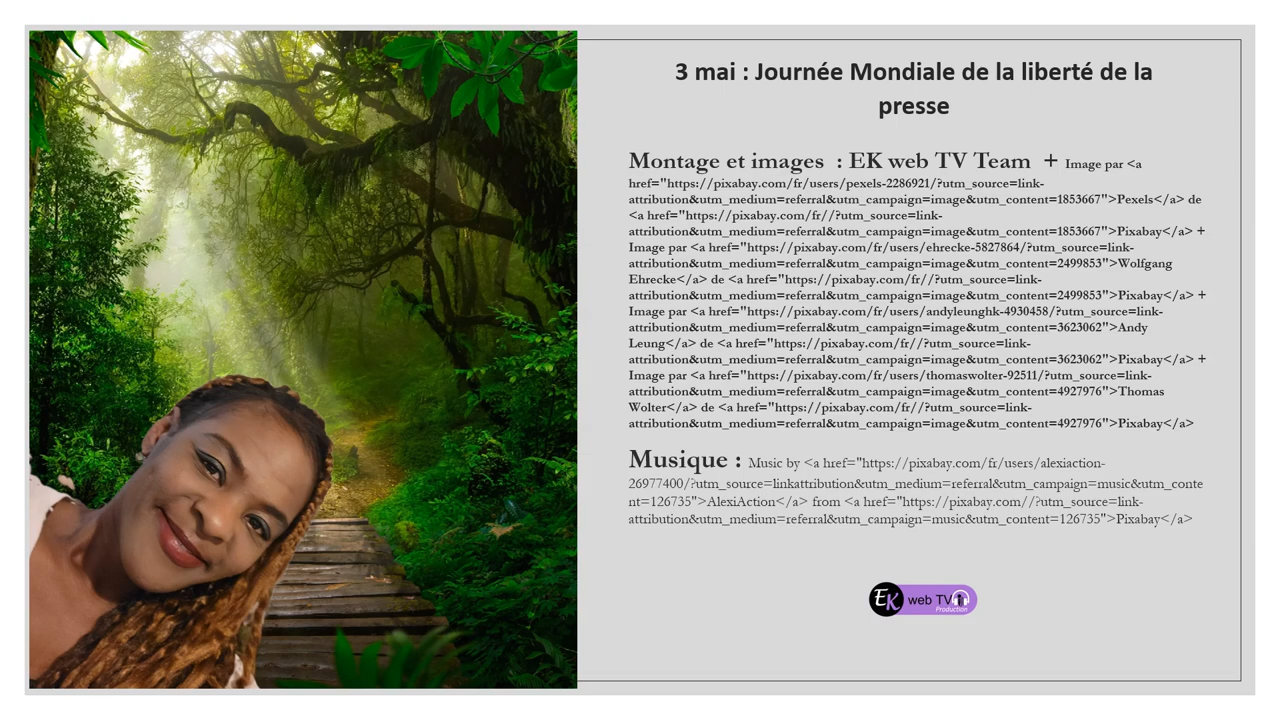 3 mai : Journée Mondiale de la liberté de la
presse
Montage et images : EK web TV Team + Image par <a
href="https://pixabay.com/fr/users/pexels-2286921/?utm_source=link-
attribution&utm_medium=referral&utm_campaign=image&utm_content=1853667">Pexels</a> de
<a href="https://pixabay.com/fr//?utm_source=link-
attribution&utm_medium=referral&utm_campaign=image&utm_content=1853667">Pixabay</a> +
Image par <a href="https://pixabay.com/fr/users/ehrecke-5827864/?utm_source=link-
attribution&utm_medium=referral&utm_campaign=image&utm_content=2499853">Wolfgang
Ehrecke</a> de <a href="https://pixabay.com/fr//?utm_source=link-
attribution&utm_medium=referral&utm_campaign=image&utm_content=2499853">Pixabay</a> +
Image par <a href="https://pixabay.com/fr/users/andyleunghk-4930458/?utm_source=link-
attribution&utm_medium=referral&utm_campaign=image&utm_content=3623062">Andy
Leung</a> de <a href="https://pixabay.com/fr//?utm_source=link-
attribution&utm_medium=referral&utm_campaign=image&utm_content=3623062">Pixabay</a> +
Image par <a href="https://pixabay.com/fr/users/thomaswolter-92511/?utm_source=link-
attribution&utm_medium=referral&utm_campaign=image&utm_content=4927976">Thomas
Wolter</a> de <a href="https://pixabay.com/fr//?utm_source=link-
attribution&utm_medium=referral&utm_campaign=image&utm_content=4927976">Pixabay</a>
Musique : Music by <a href="https://pixabay.com/fr/users/alexiaction-
26977400/?utm_source=linkattribution&utm_medium=referral&utm_campaign=music&utm_conte
nt=126735">AlexiAction</a> from <a href="https://pixabay.com//?utm_source=link-
attribution&utm_medium=referral&utm_campaign=music&utm_content=126735">Pixabay</a>
EK web TV
Production